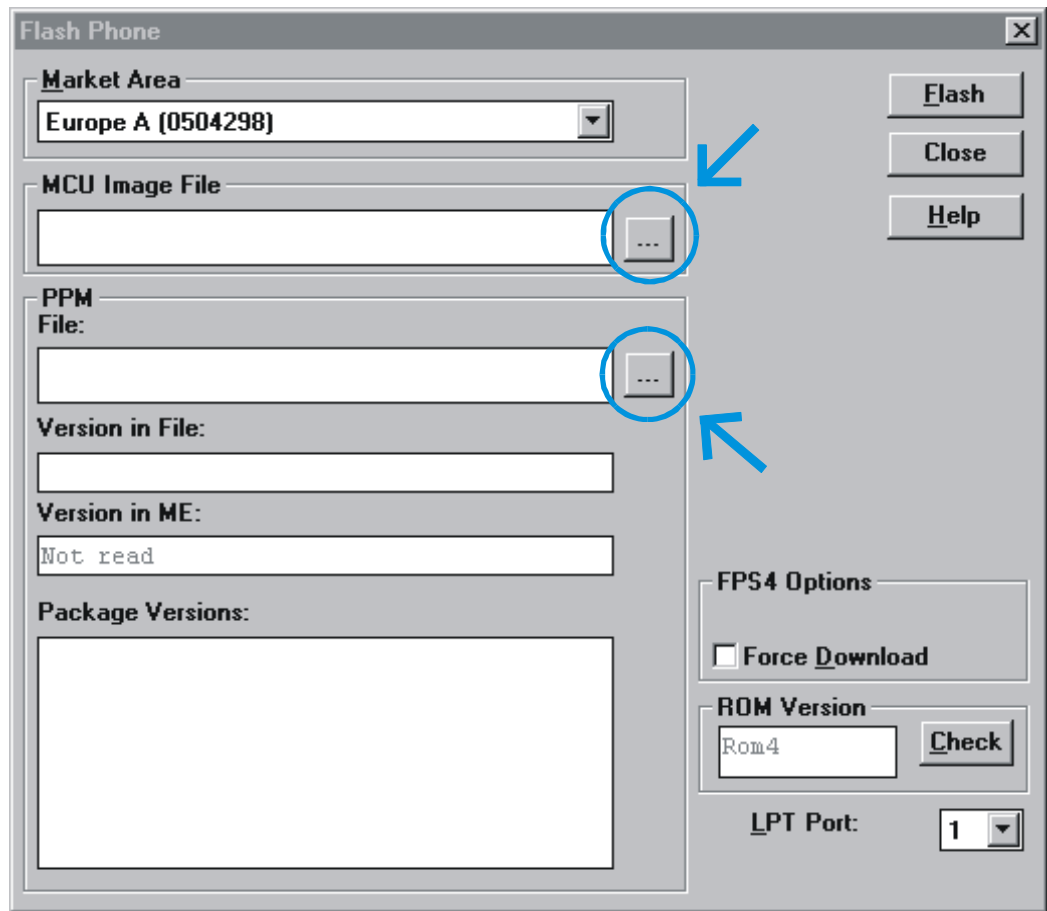 Flash Phone
Market Area
Europe A (0504298)
Flash
Close
MCU Image File
...
Help
PPM
File:
...
Version in File:
Version in ME:
Not read
Package Versions:
FPS4 Options
Force Download
ROM Version
Rom4
Check
LPT Port:
1